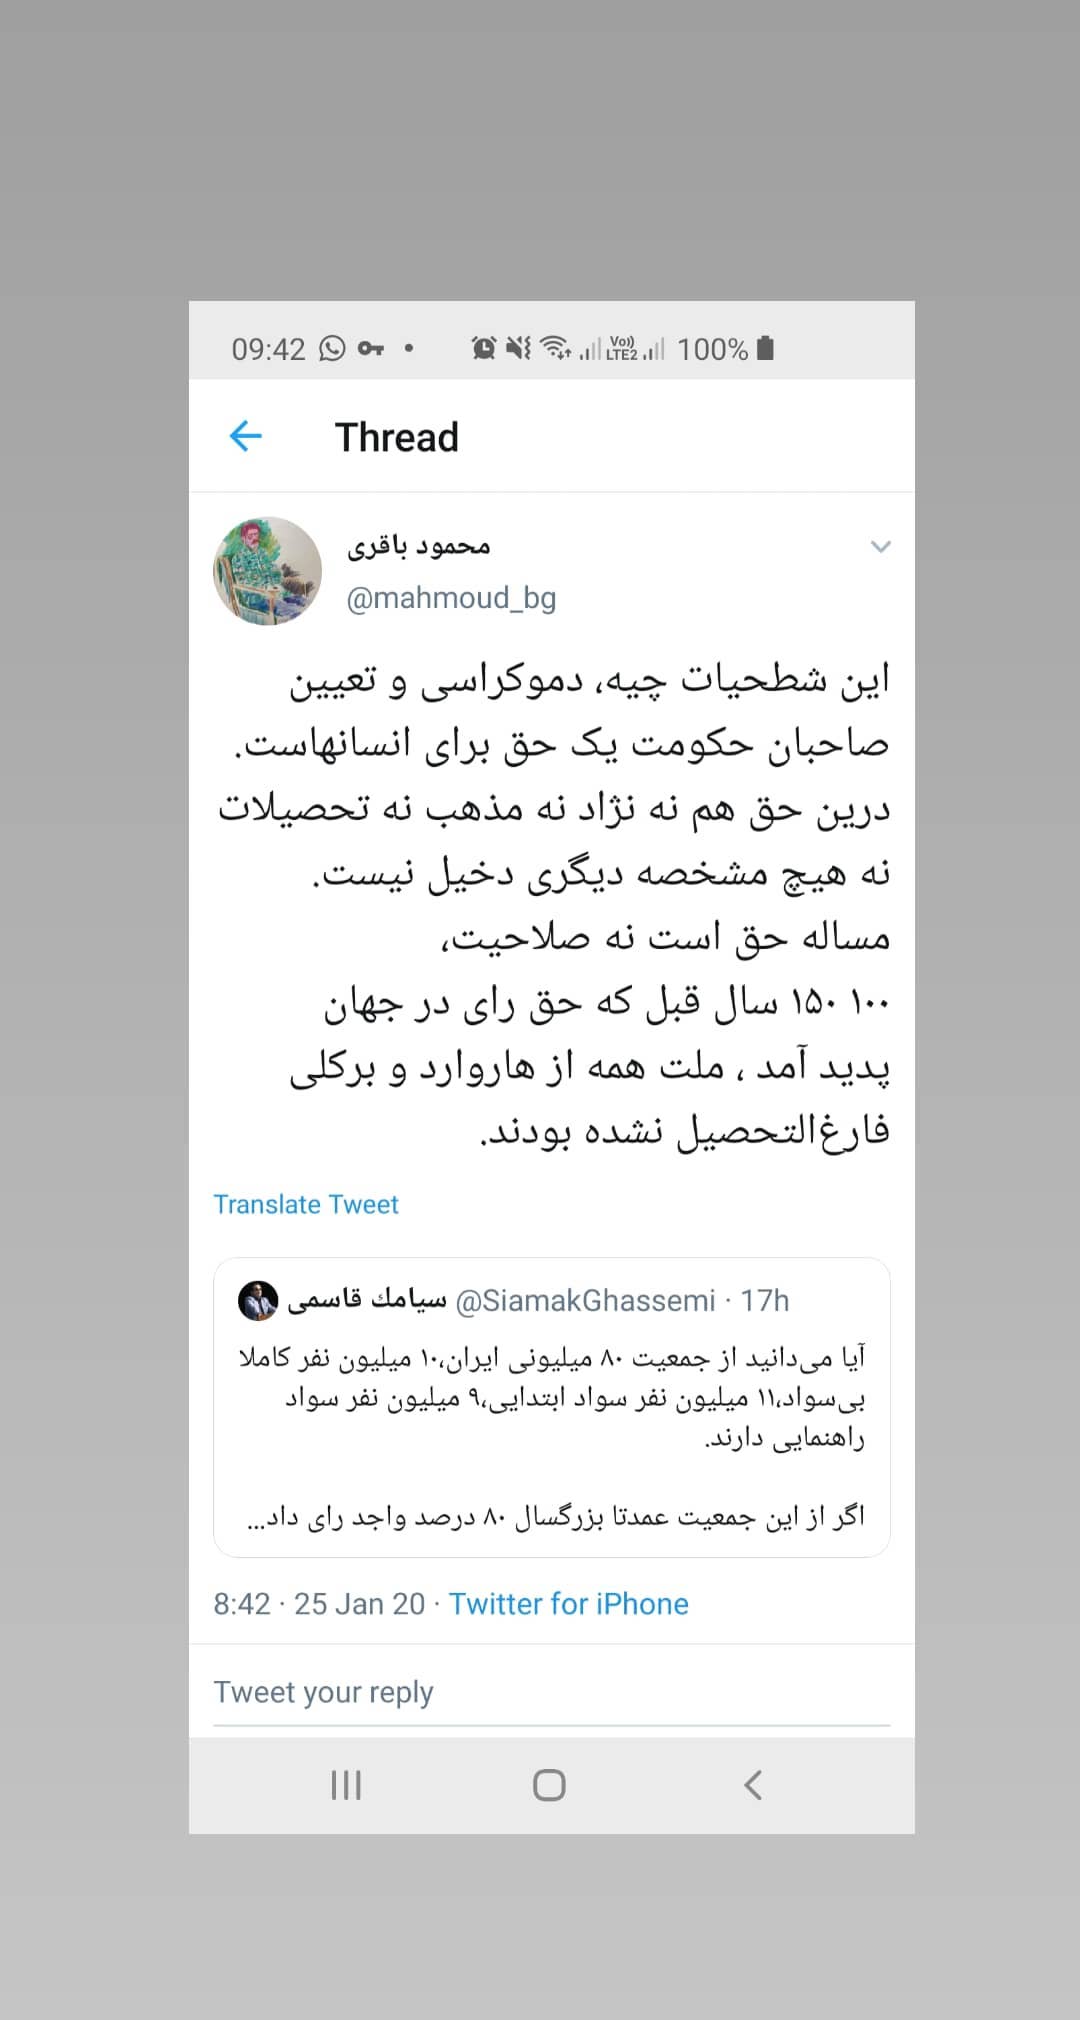 09:42 Vo)) LTE2 100%
Thread
محمود باقری
@mahmoud_bg
این شطحیات چیه، دموکراسی و تعیین
صاحبان حکومت یک حق برای انسانهاست.
درین حق هم نه نژاد نه مذهب نه تحصیلات
نه هیچ مشخصه دیگری دخیل نیست.
مساله حق است نه صلاحیت،
۱۰۰ ۱۵۰ سال قبل که حق رای در جهان
پدید آمد ، ملت همه از هاروارد و برکلی
فارغ‌التحصیل نشده بودند.
Translate Tweet
سیامك قاسمی @SiamakGhassemi · 17h
آیا می‌دانید از جمعیت ۸۰ میلیونی ایران،۱۰ میلیون نفر کاملا
بی‌سواد،۱۱ میلیون نفر سواد ابتدایی،۹ میلیون نفر سواد
راهنمایی دارند.
اگر از این جمعیت عمدتا بزرگسال ۸۰ درصد واجد رای داد...
8:42 · 25 Jan 20 · Twitter for iPhone
Tweet your reply